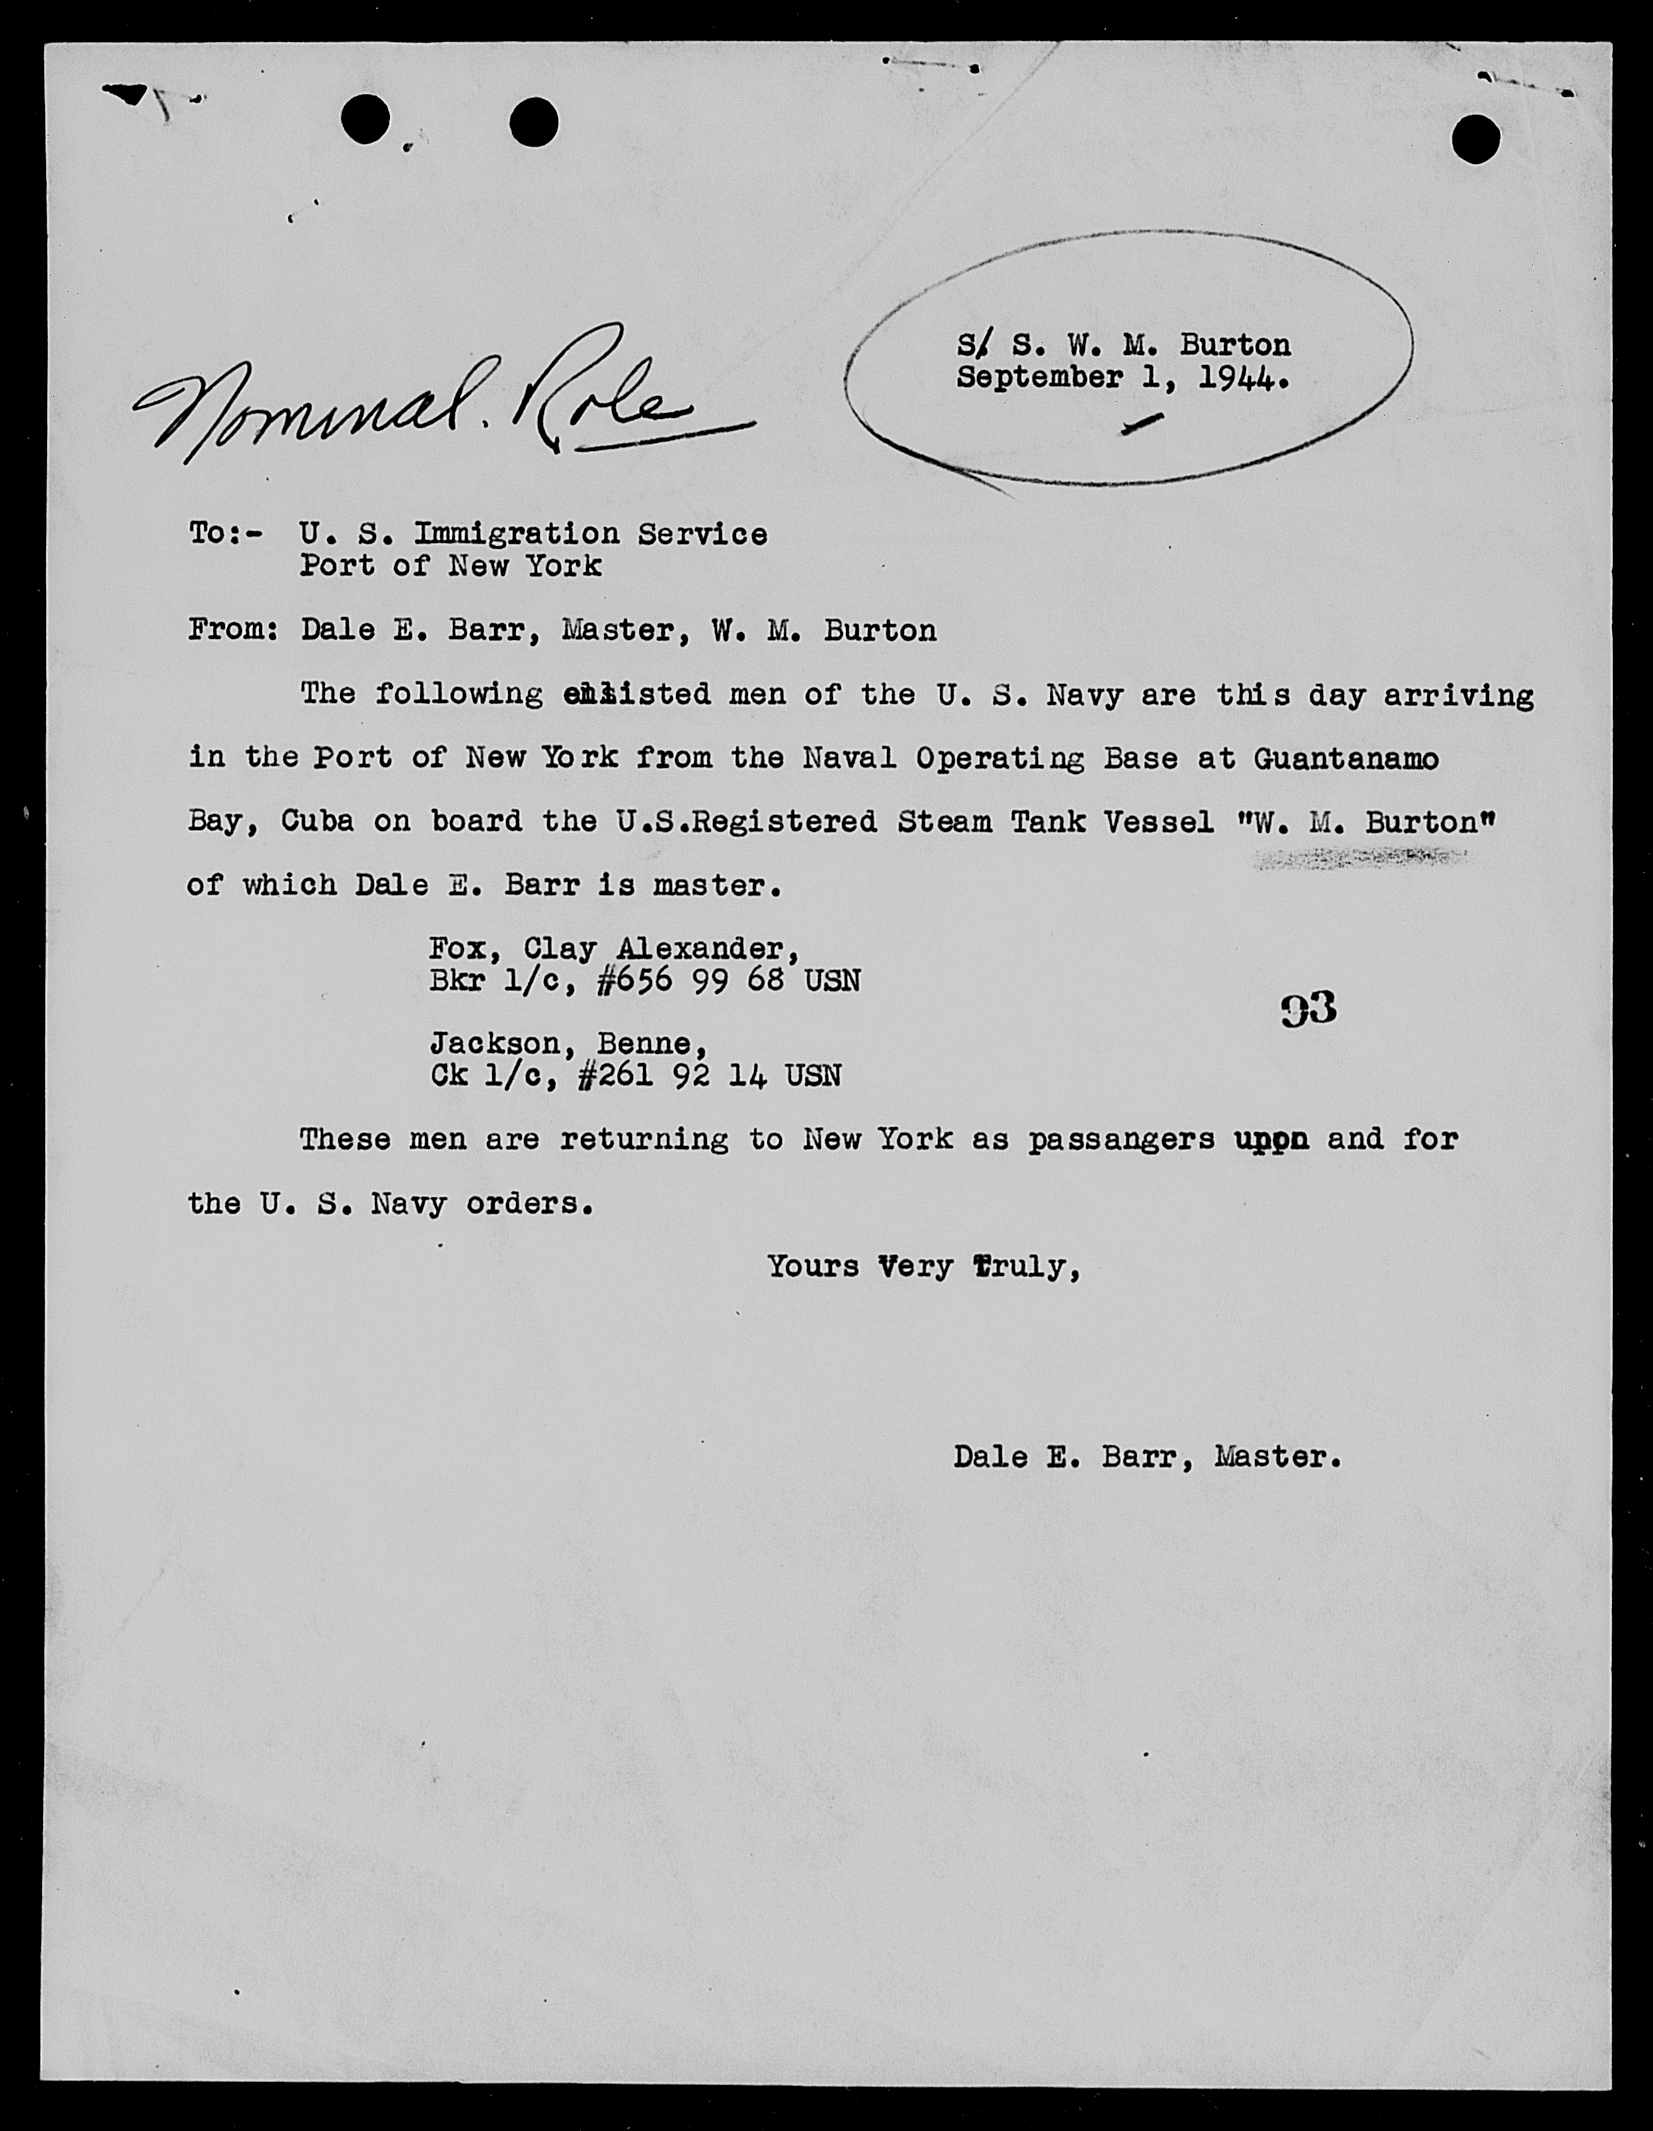 Nominal. Role
S/ S. W. M. Burton
September 1, 1944.
To:- U. S. Immigration Service
Port of New York
From: Dale E. Barr, Master, W. M. Burton
The following enlisted men of the U. S. Navy are this day arriving
in the Port of New York from the Naval Operating Base at Guantanamo
Bay, Cuba on board the U.S.Registered Steam Tank Vessel "W. M. Burton"
of which Dale E. Barr is master.
Fox, Clay Alexander,
Bkr 1/c, #656 99 68 USN
93
Jackson, Benne,
Ck 1/c, #261 92 14 USN
These men are returning to New York as passangers upon and for
the U. S. Navy orders.
Yours Very truly,
Dale E. Barr, Master.